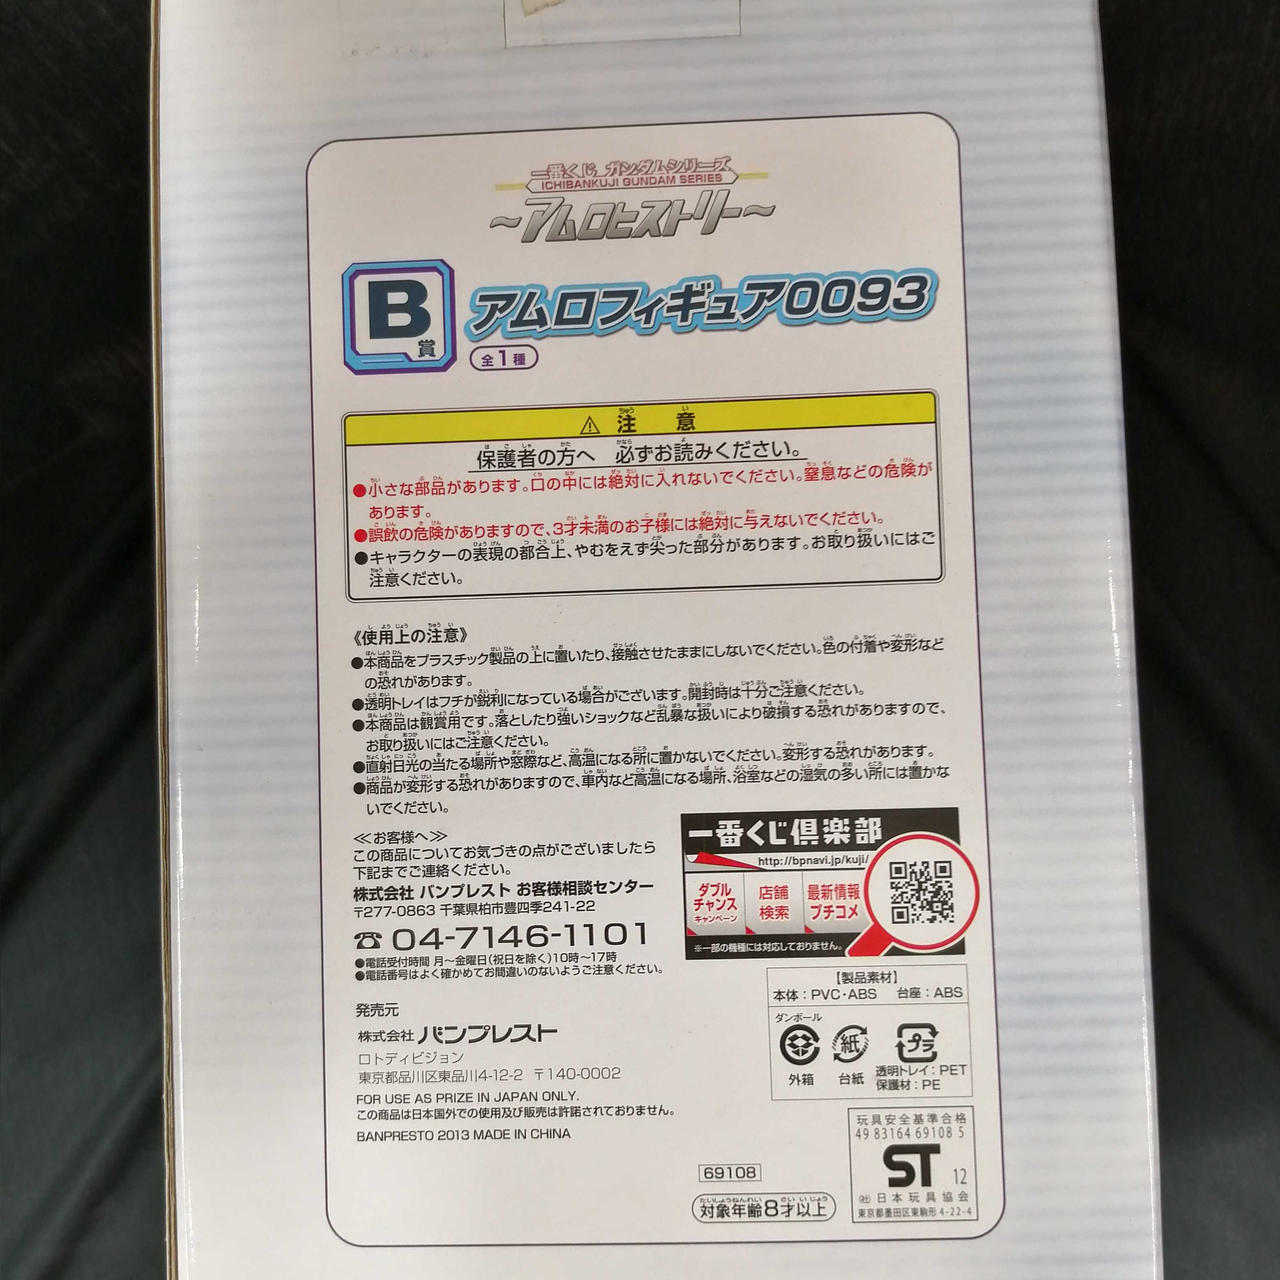 一番くじ ガンダムシリーズ
ICHIBANKUJI GUNDAM SERIES
～アムロヒストリー～
B賞
アムロフィギュア0093
全1種
⚠注意
保護者の方へ 必ずお読みください。
●小さな部品があります。口の中には絶対に入れないでください。窒息などの危険が
あります。
●誤飲の危険がありますので、3才未満のお子様には絶対に与えないでください。
●キャラクターの表現の都合上、やむをえず尖った部分があります。お取り扱いにはご
注意ください。
《使用上の注意》
●本商品をプラスチック製品の上に置いたり、接触させたままにしないでください。色の付着や変形など
の恐れがあります。
●透明トレイはフチが鋭利になっている場合がございます。開封時は十分ご注意ください。
●本商品は観賞用です。落としたり強いショックなど乱暴な扱いにより破損する恐れがありますので、
お取り扱いにはご注意ください。
●直射日光の当たる場所や窓際など、高温になる所に置かないでください。変形する恐れがあります。
●商品が変形する恐れがありますので、車内など高温になる場所、浴室などの湿気の多い所には置かな
いでください。
≪お客様へ≫
この商品についてお気づきの点がございましたら
下記までご連絡ください。
株式会社 バンプレスト お客様相談センター
〒277-0863 千葉県柏市豊四季241-22
☎04-7146-1101
●電話受付時間 月～金曜日(祝日を除く)10時～17時
●電話番号はよく確かめてお間違いのないようご注意ください。
一番くじ倶楽部
http://bpnavi.jp/kuji/
ダブル
チャンス
キャンペーン
店舗
検索
最新情報
プチコメ
※一部の機種には対応しておりません。
【製品素材】
本体：PVC・ABS 台座：ABS
ダンボール
外箱
紙
台紙
プラ
透明トレイ：PET
保護材：PE
発売元
株式会社 バンプレスト
ロトディビジョン
東京都品川区東品川4-12-2 〒140-0002
FOR USE AS PRIZE IN JAPAN ONLY.
この商品は日本国外での使用及び販売は許諾されておりません。
BANPRESTO 2013 MADE IN CHINA
69108
対象年齢8才以上
玩具安全基準合格
49 83164 69108 5
ST 12
(社)日本玩具協会
東京都墨田区東駒形4-22-4